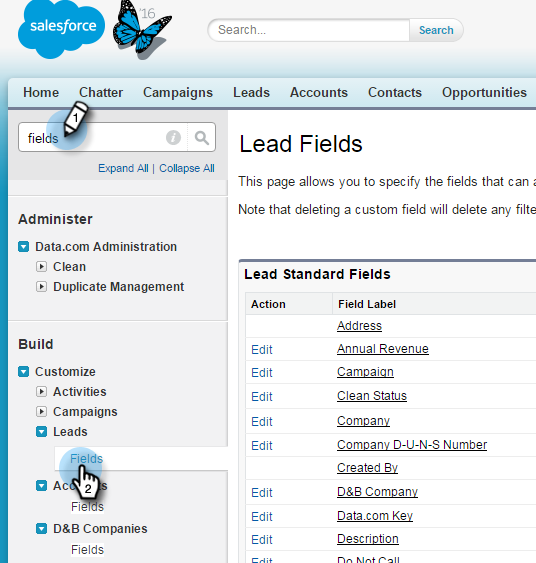 salesforce
'16
Search...
Search
Home Chatter Campaigns Leads Accounts Contacts Opportunities
1
fields
Expand All | Collapse All
Administer
Data.com Administration
Clean
Duplicate Management
Build
Customize
Activities
Campaigns
Leads
Fields
2
Fields
D&B Companies
Fields
Lead Fields
This page allows you to specify the fields that can
Note that deleting a custom field will delete any
Lead Standard Fields
Action Field Label
Address
Edit Annual Revenue
Edit Campaign
Edit Clean Status
Edit Company
Edit Company D-U-N-S Number
Created By
Edit D&B Company
Edit Data.com Key
Edit Description
Edit Do Not Call